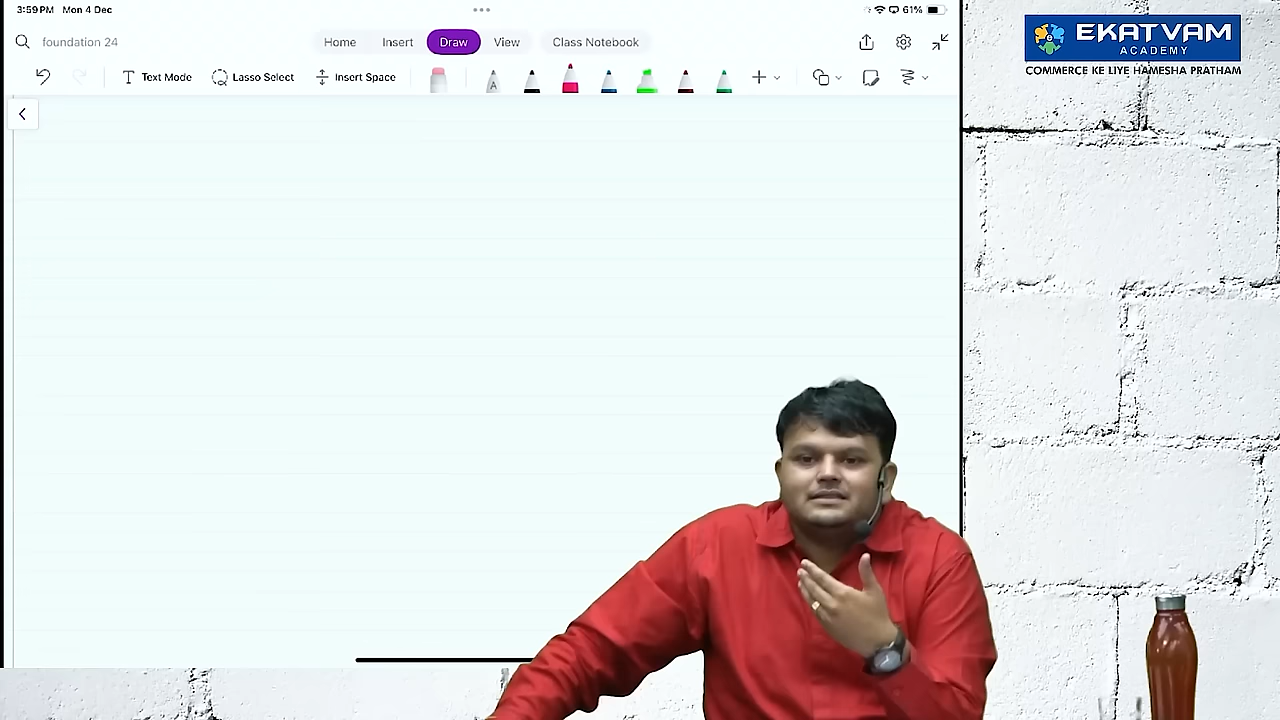 3:59 PM Mon 4 Dec
61%
foundation 24
Home Insert Draw View Class Notebook
Text Mode Lasso Select Insert Space
A
EKATVAM
ACADEMY
COMMERCE KE LIYE HAMESHA PRATHAM